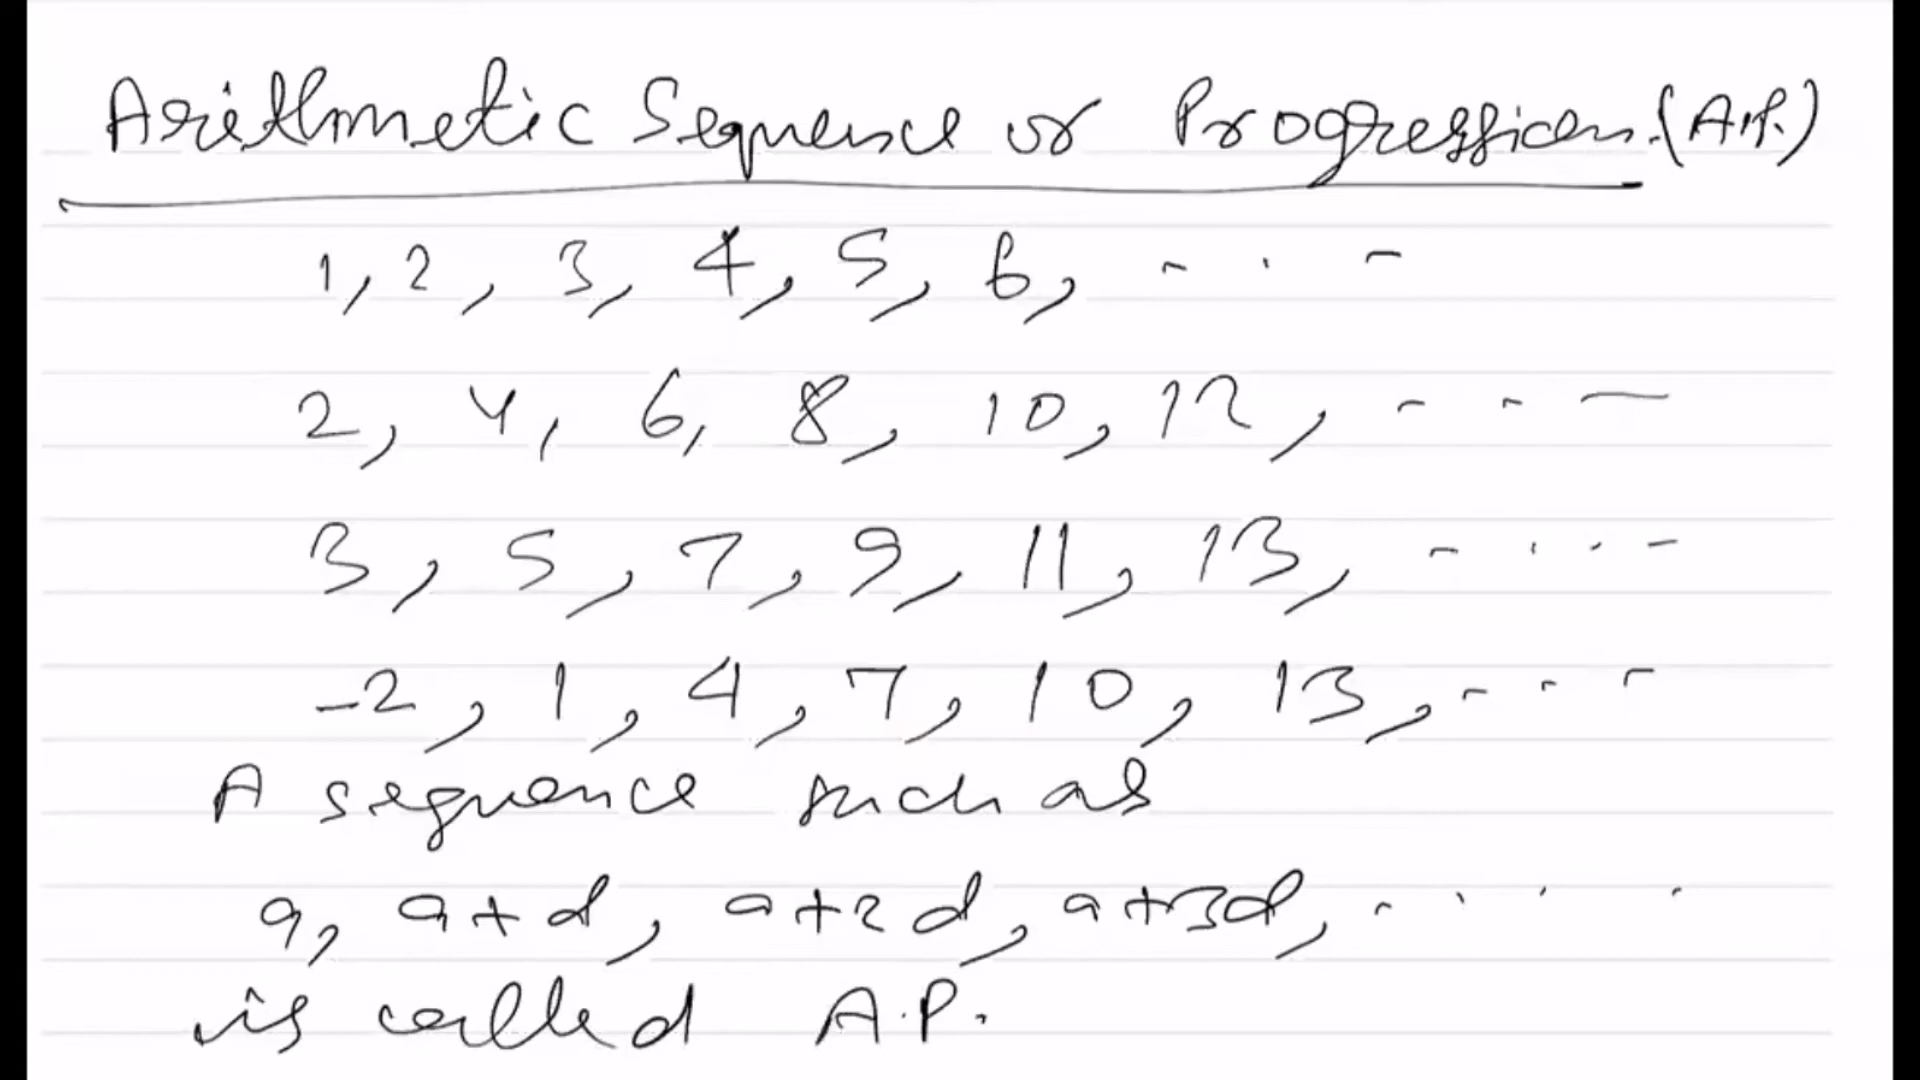 Arithmetic Sequence or Progression.(A.P.)
1, 2, 3, 4, 5, 6, - . -
2, 4, 6, 8, 10, 12, - - -
3, 5, 7, 9, 11, 13, - . . -
-2, 1, 4, 7, 10, 13, - - -
A sequence such as
a, a+d, a+2d, a+3d, . . . .
is called A.P.